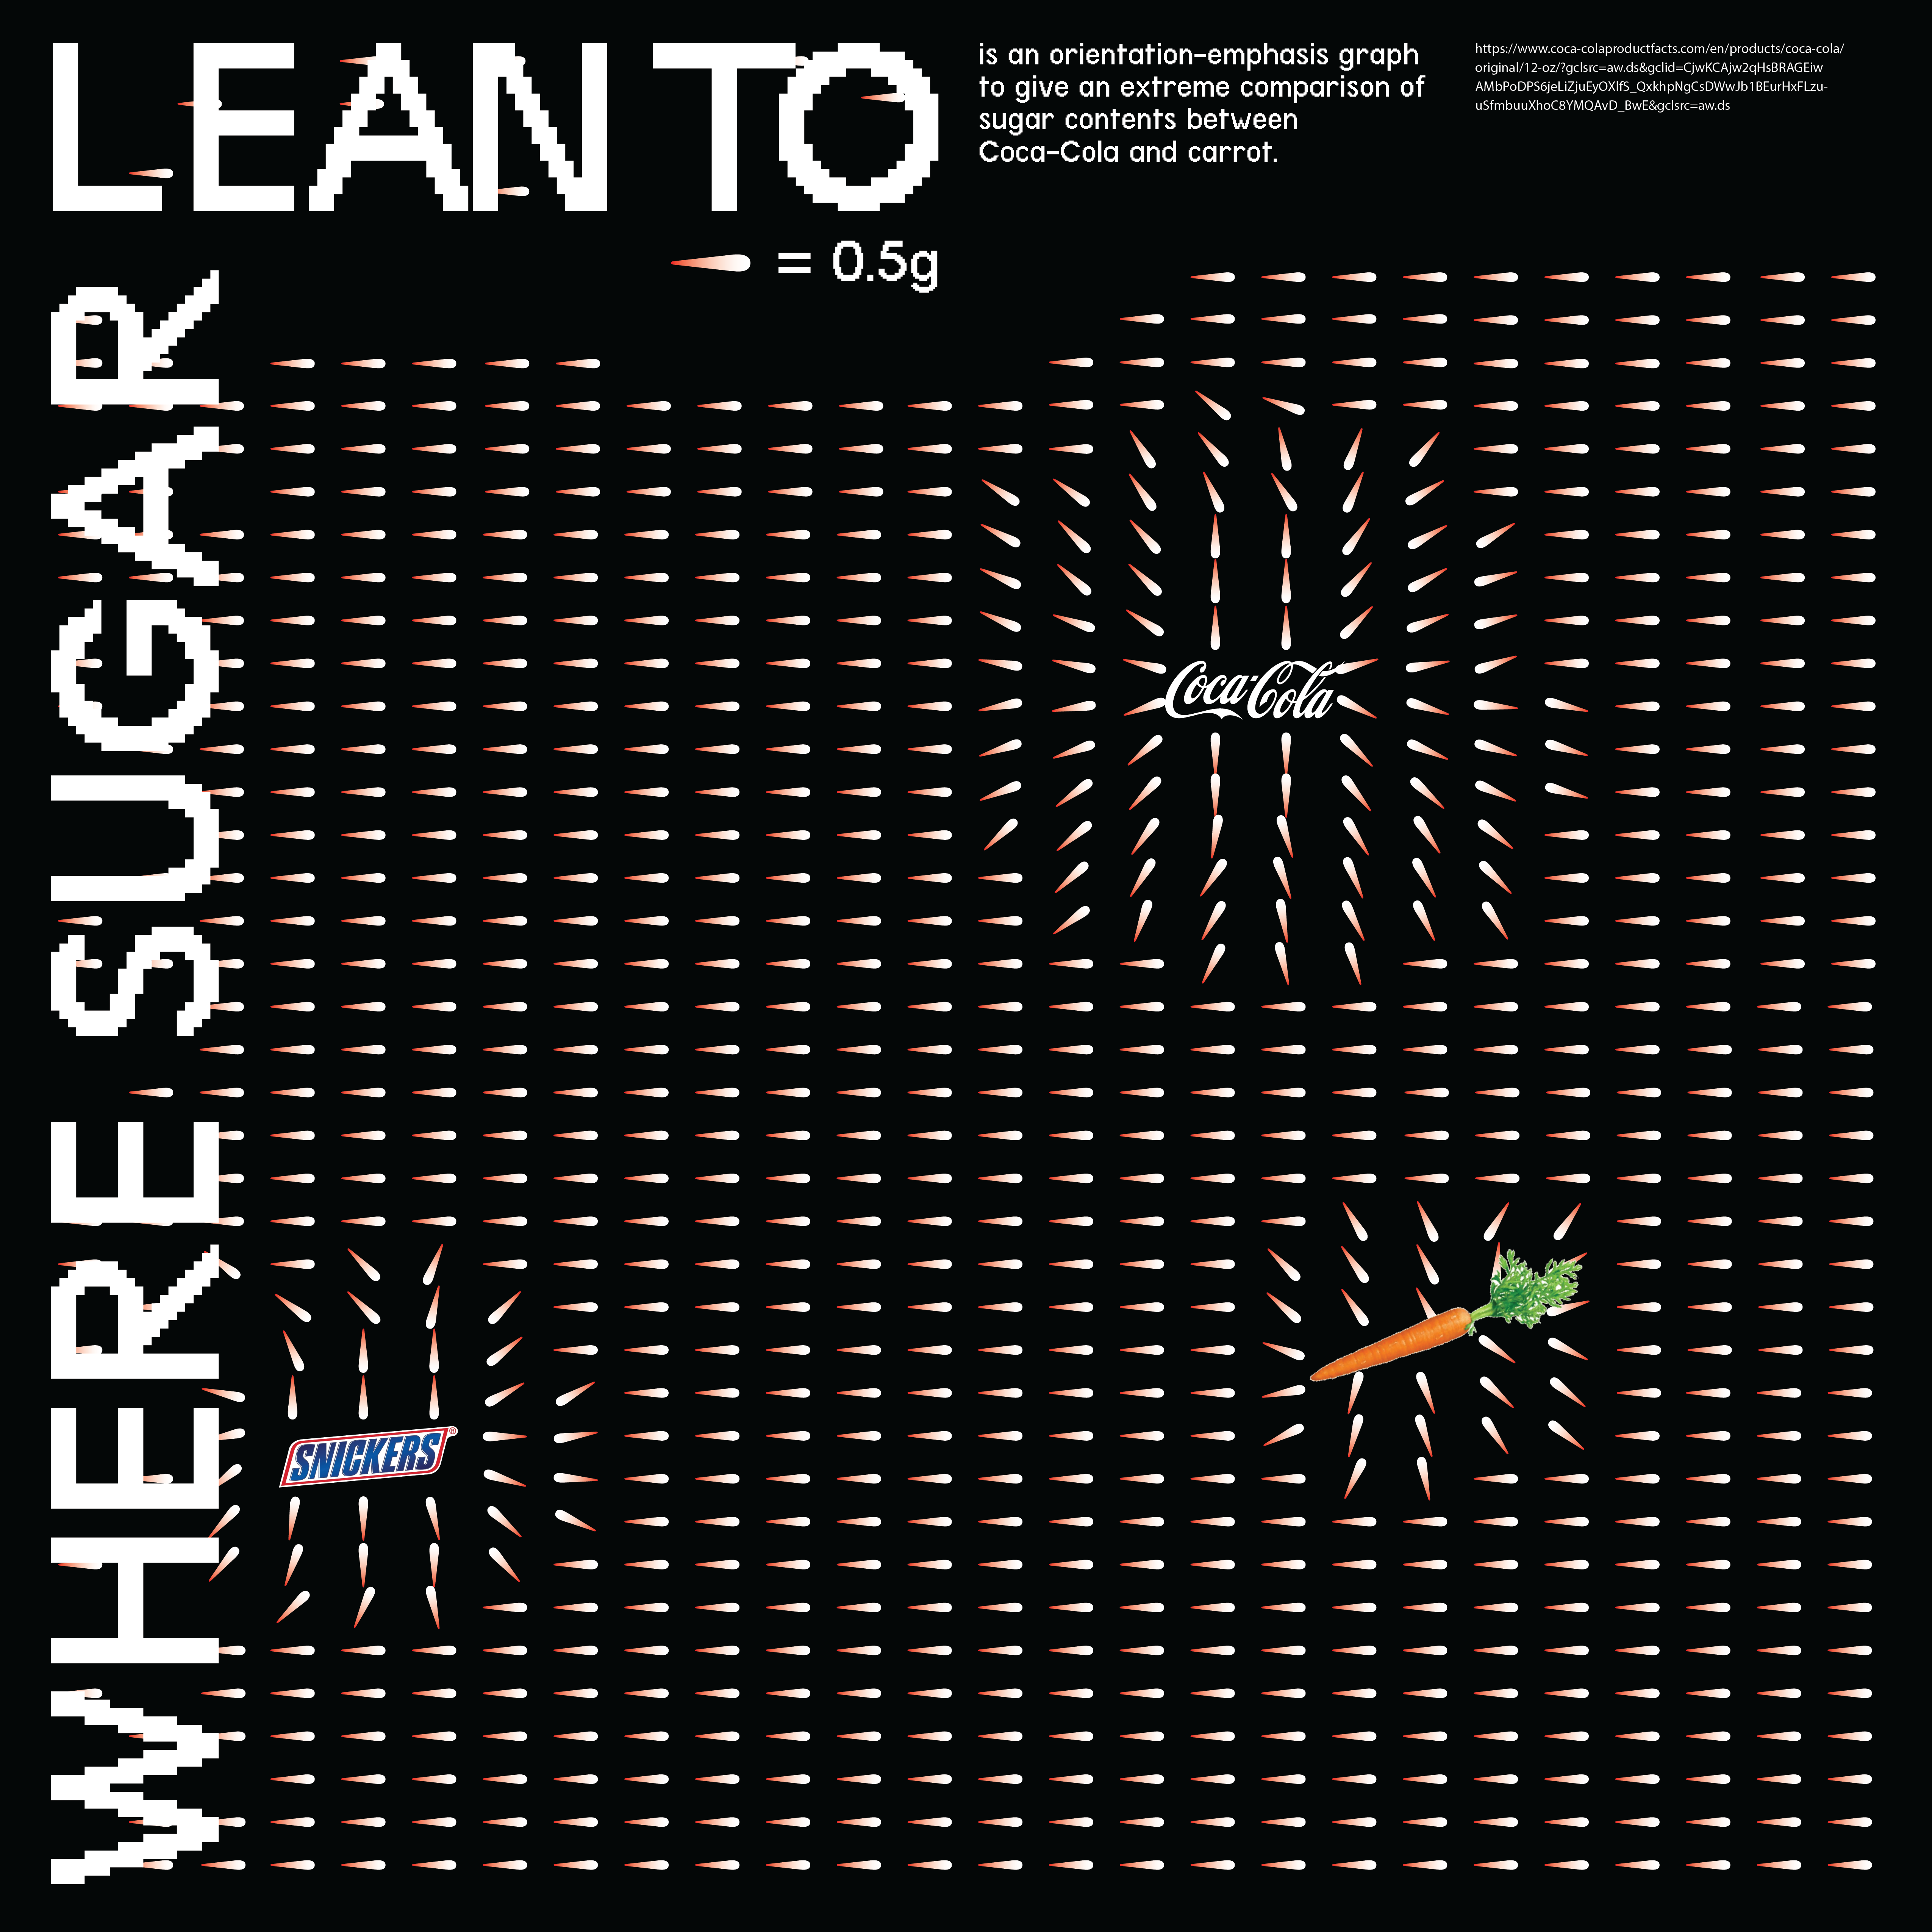 WHERE SUGAR
LEAN TO
is an orientation-emphasis graph
to give an extreme comparison of
sugar contents between
Coca-Cola and carrot.
https://www.coca-colaproductfacts.com/en/products/coca-cola/
original/12-oz/?gclsrc=aw.ds&gclid=CjwKCAjw2qHsBRAGEiw
AMbPoDPS6jeLiZjuEyOXlfS_QxkhpNgCsDWwJb1BEurHxFLzu-
uSfmbuuXhoC8YMQAvD_BwE&gclsrc=aw.ds
= 0.5g
Coca-Cola
SNICKERS®